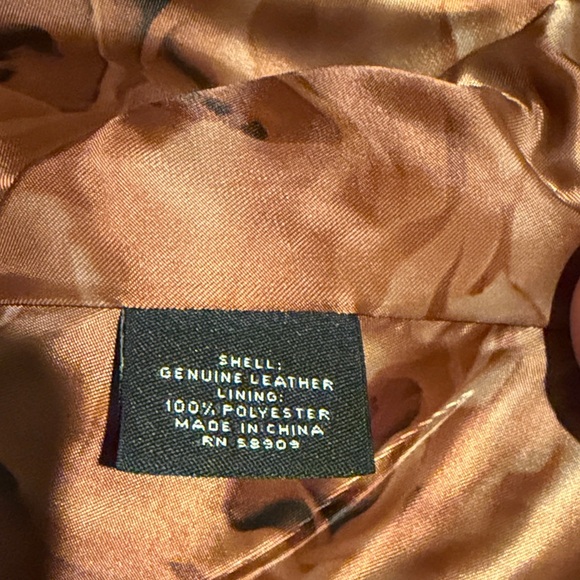 SHELL:
GENUINE LEATHER
LINING:
100% POLYESTER
MADE IN CHINA
RN 58909